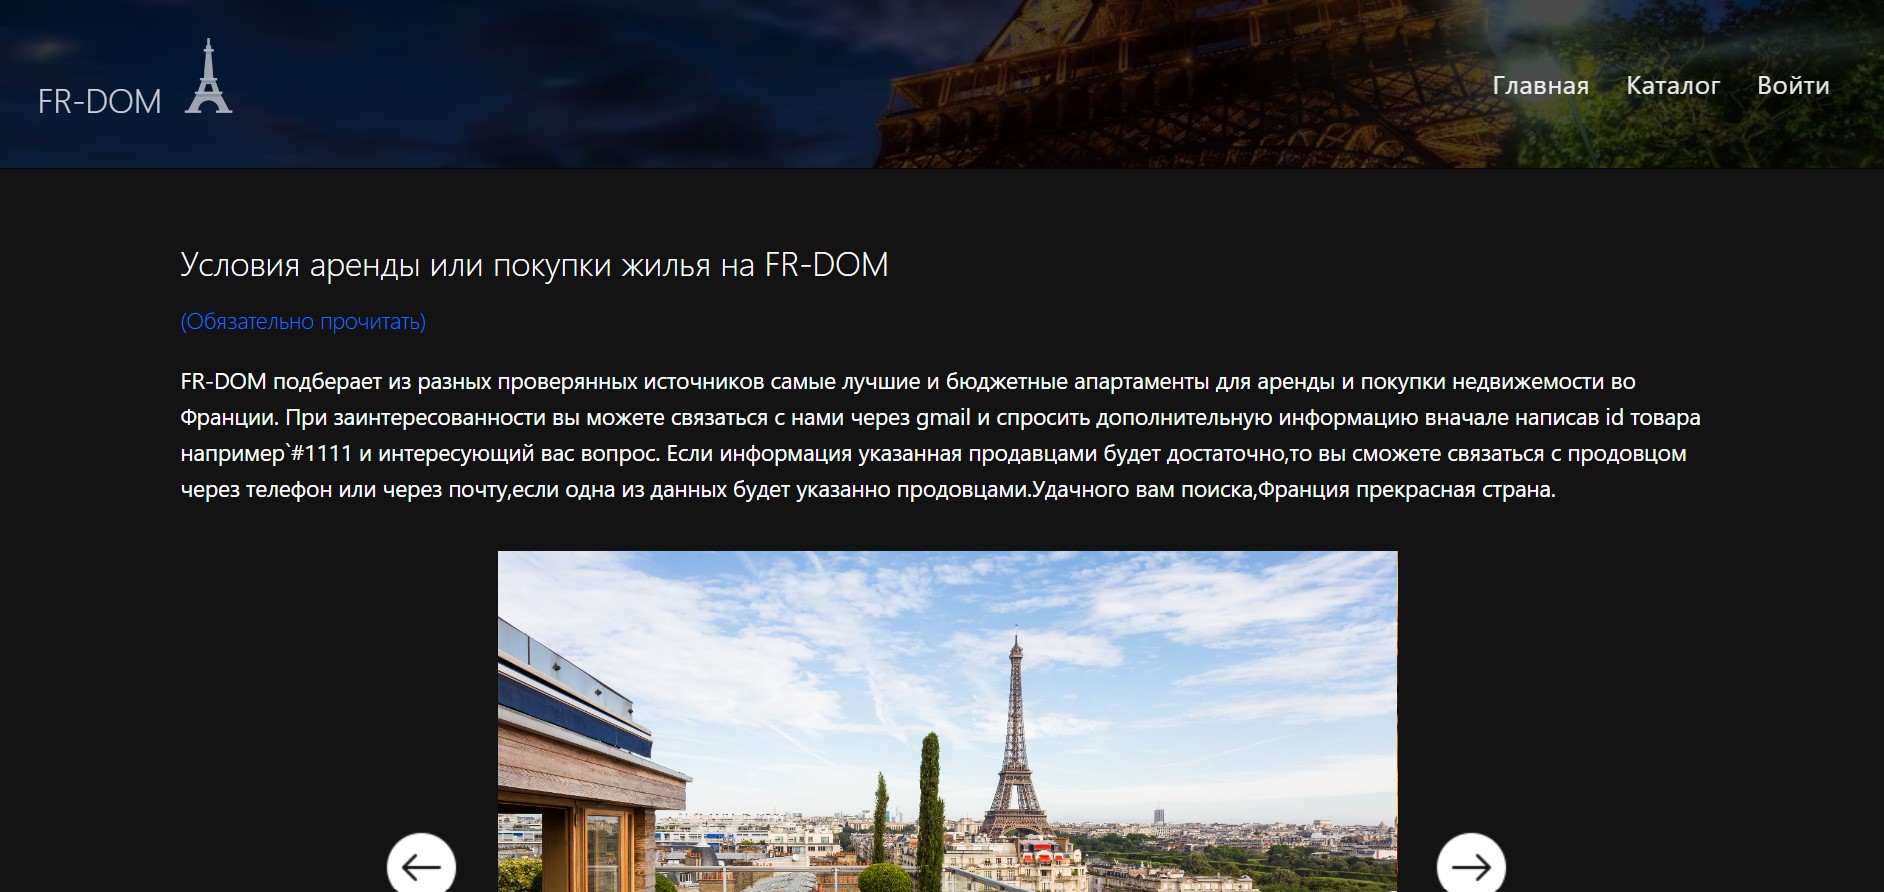 FR-DOM
Главная Каталог Войти
Условия аренды или покупки жилья на FR-DOM
(Обязательно прочитать)
FR-DOM подберает из разных проверянных источников самые лучшие и бюджетные апартаменты для аренды и покупки недвижемости во
Франции. При заинтересованности вы можете связаться с нами через gmail и спросить дополнительную информацию вначале написав id товара
например`#1111 и интересующий вас вопрос. Если информация указанная продавцами будет достаточно,то вы сможете связаться с продовцом
через телефон или через почту,если одна из данных будет указанно продовцами.Удачного вам поиска,Франция прекрасная страна.